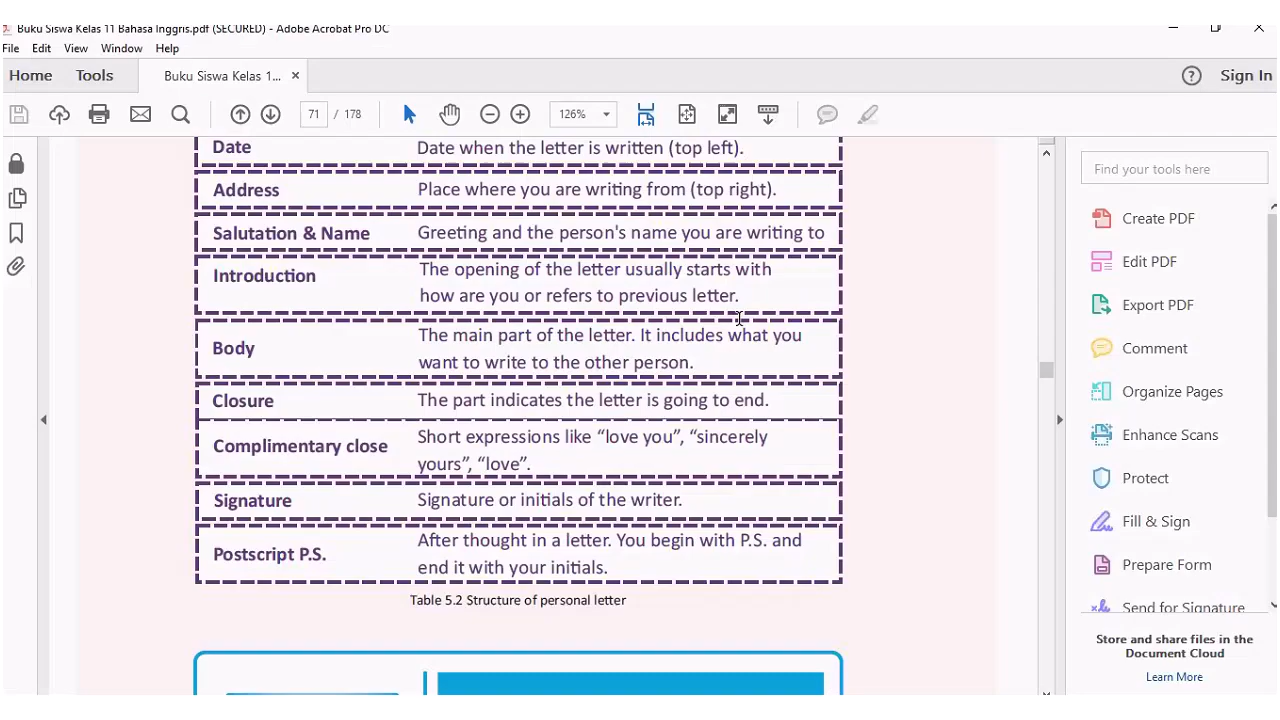 Buku Siswa Kelas 11 Bahasa Inggris.pdf (SECURED) - Adobe Acrobat Pro DC
File Edit View Window Help
Home Tools Buku Siswa Kelas 1... × Sign In
71 / 178 126%
Date Date when the letter is written (top left).
Address Place where you are writing from (top right).
Salutation & Name Greeting and the person's name you are writing to
Introduction The opening of the letter usually starts with
how are you or refers to previous letter.
Body The main part of the letter. It includes what you
want to write to the other person.
Closure The part indicates the letter is going to end.
Complimentary close Short expressions like “love you”, “sincerely
yours”, “love”.
Signature Signature or initials of the writer.
Postscript P.S. After thought in a letter. You begin with P.S. and
end it with your initials.
Table 5.2 Structure of personal letter
Find your tools here
Create PDF
Edit PDF
Export PDF
Comment
Organize Pages
Enhance Scans
Protect
Fill & Sign
Prepare Form
Send for Signature
Store and share files in the
Document Cloud
Learn More